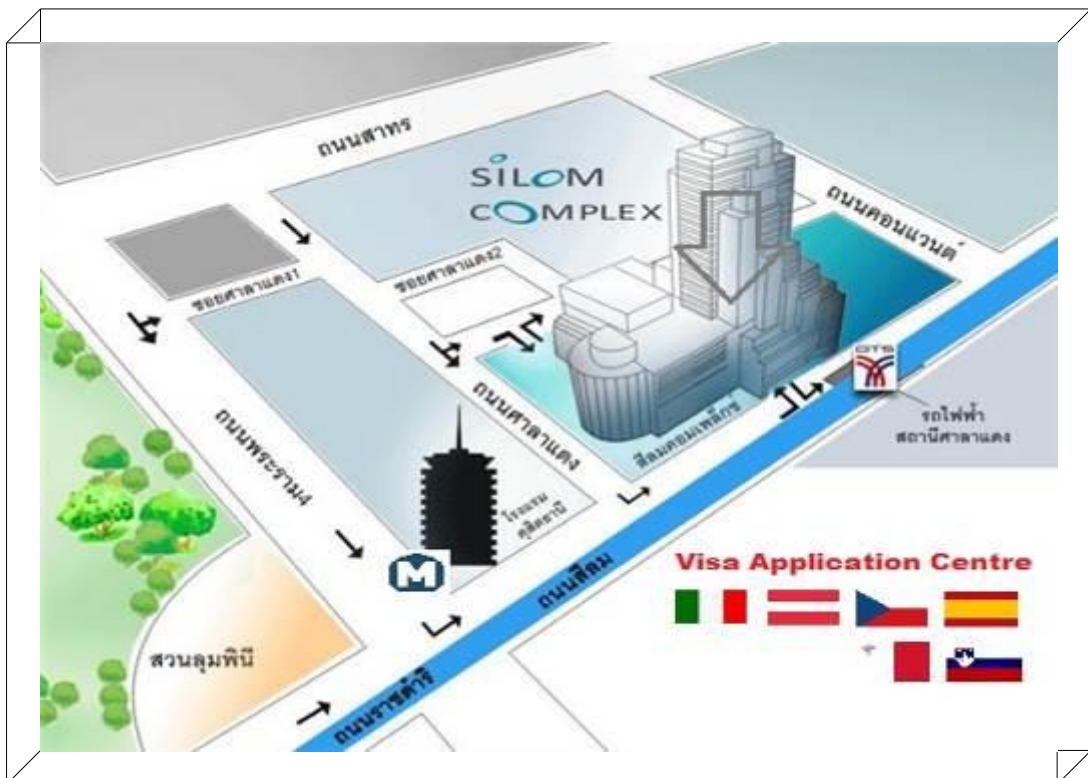 ถนนสาทร
SILOM
COMPLEX
ถนนคอนแวนต์
ซอยศาลาแดง1
ซอยศาลาแดง2
BTS
รถไฟฟ้า
สถานีศาลาแดง
สีลมคอมเพล็กซ์
ถนนศาลาแดง
ถนนพระราม4
โรงแรม
ดุสิตธานี
M
ถนนสีลม
Visa Application Centre
สวนลุมพินี
ถนนราชดำริ